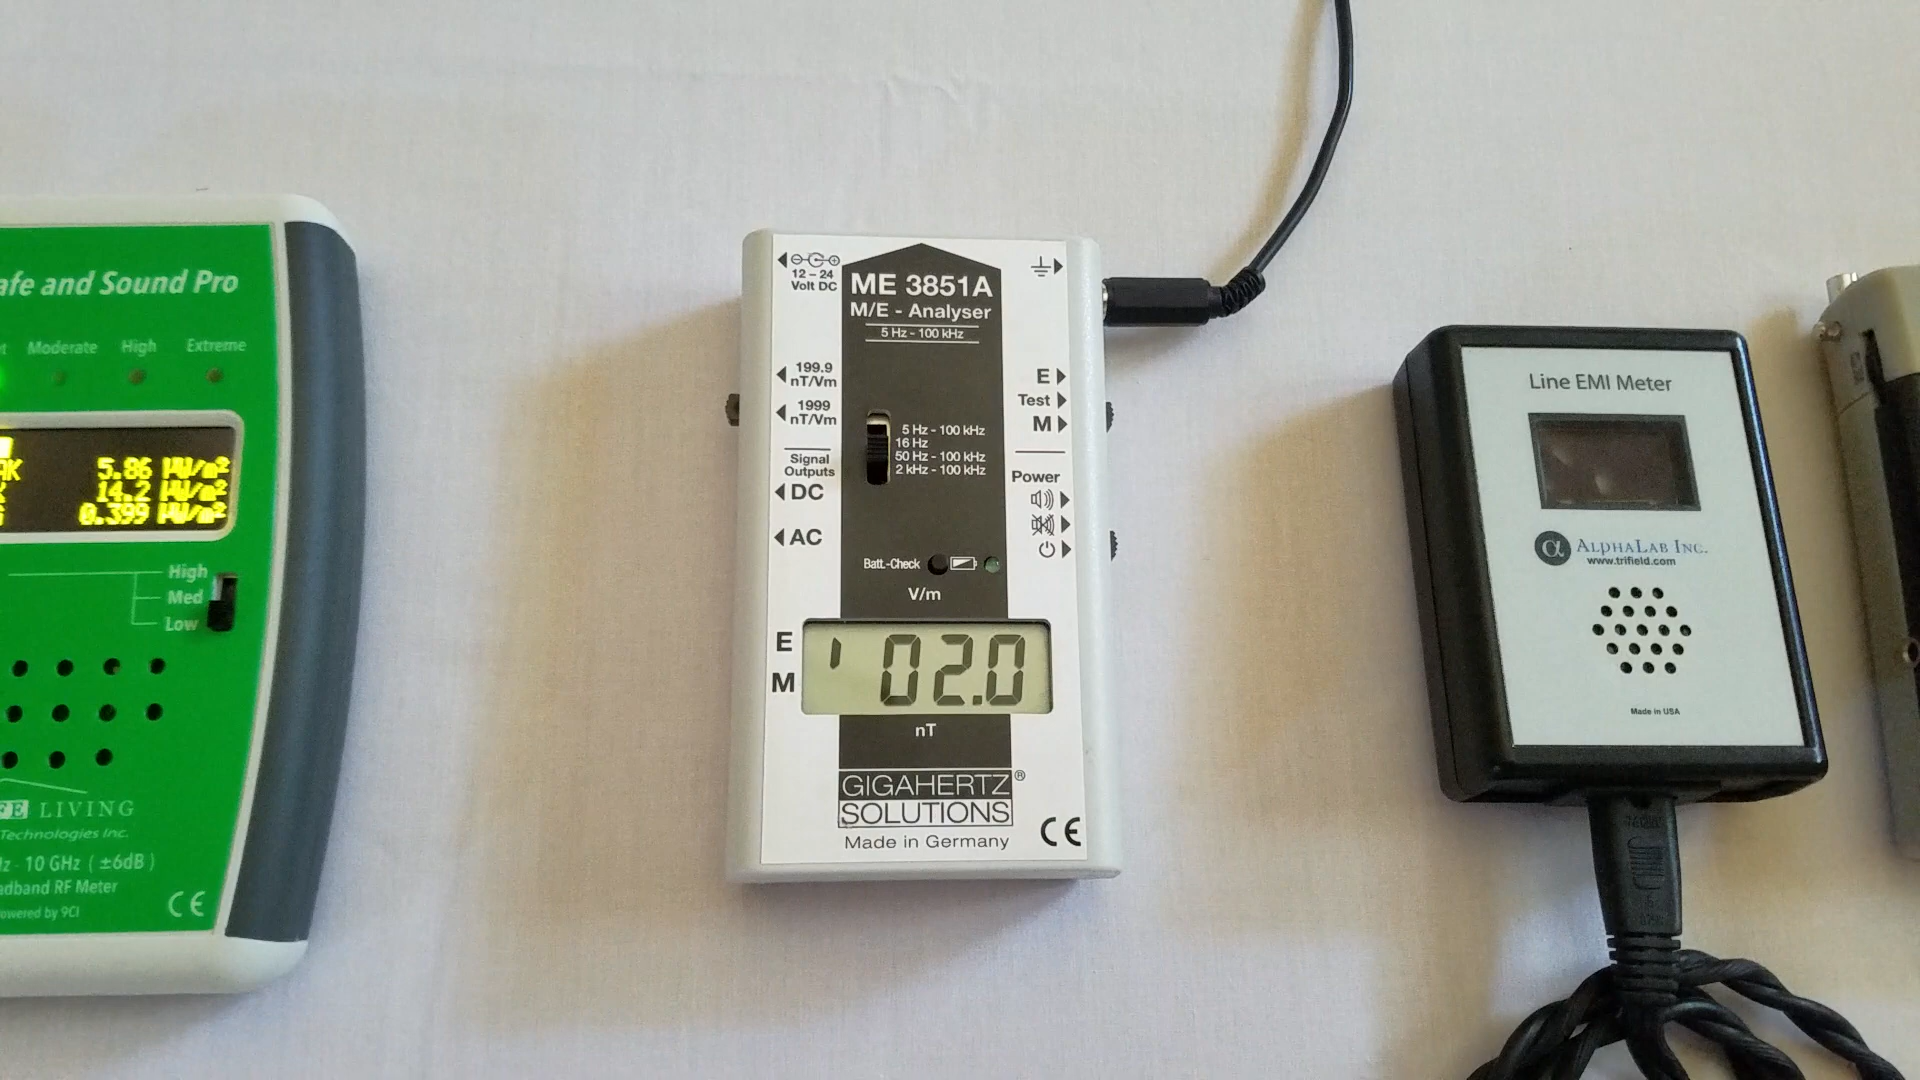 afe and Sound Pro
Moderate High Extreme
5.86 µW/m²
14.2 µW/m²
0.399 µW/m²
High
Med
Low
LIVING
Technologies Inc.
10 GHz ( ±6dB )
RF Meter
by 9CI
CE
12 – 24
Volt DC
ME 3851A
M/E - Analyser
5 Hz - 100 kHz
199.9
nT/Vm
1999
nT/Vm
Signal
Outputs
DC
AC
5 Hz - 100 kHz
16 Hz
50 Hz - 100 kHz
2 kHz - 100 kHz
E
Test
M
Power
Batt.-Check
V/m
E
M
02.0
nT
GIGAHERTZ®
SOLUTIONS
Made in Germany
CE
Line EMI Meter
α ALPHALAB INC.
www.trifield.com
Made in USA